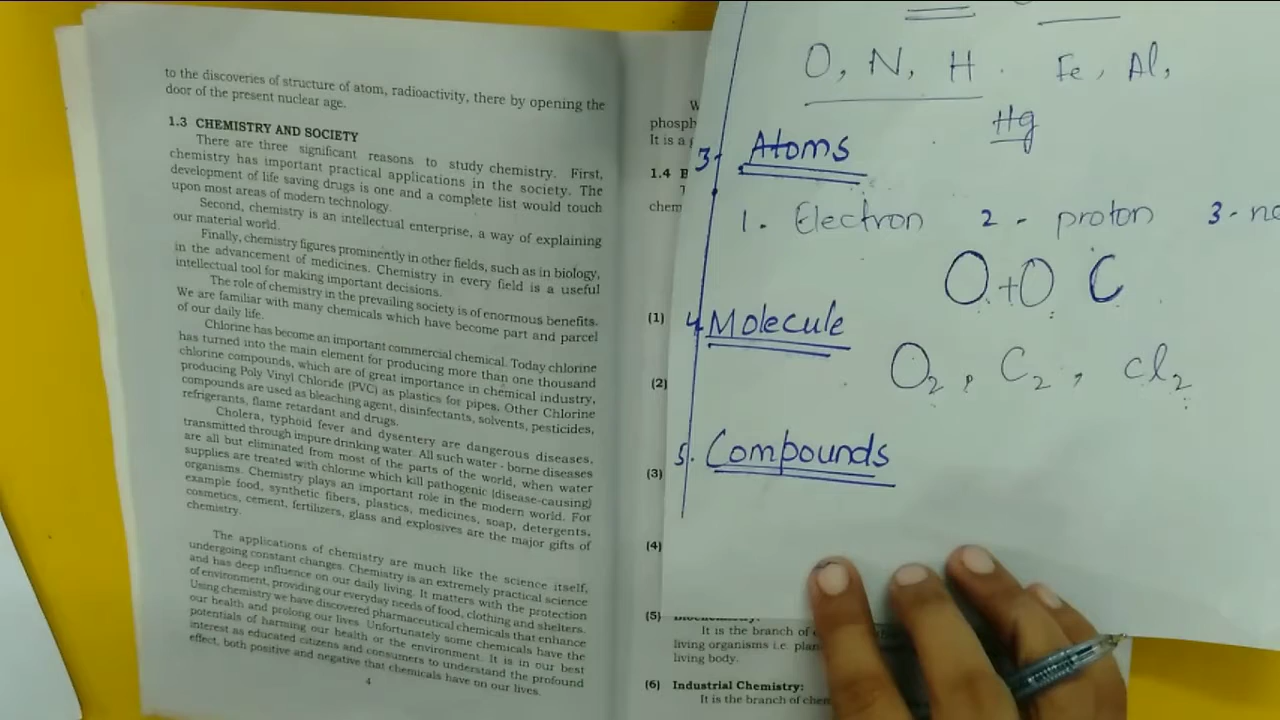 to the discoveries of structure of atom, radioactivity, there by opening the
door of the present nuclear age.
1.3 CHEMISTRY AND SOCIETY
There are three significant reasons to study chemistry. First,
chemistry has important practical applications in the society. The
development of life saving drugs is one and a complete list would touch
upon most areas of modern technology.
Second, chemistry is an intellectual enterprise, a way of explaining
our material world.
Finally, chemistry figures prominently in other fields, such as in biology,
in the advancement of medicines. Chemistry in every field is a useful
intellectual tool for making important decisions.
The role of chemistry in the prevailing society is of enormous benefits.
We are familiar with many chemicals which have become part and parcel
of our daily life.
Chlorine has become an important commercial chemical. Today chlorine
has turned into the main element for producing more than one thousand
chlorine compounds, which are of great importance in chemical industry,
producing Poly Vinyl Chloride (PVC) as plastics for pipes. Other Chlorine
compounds are used as bleaching agent, disinfectants, solvents, pesticides,
refrigerants, flame retardant and drugs.
Cholera, typhoid fever and dysentery are dangerous diseases,
transmitted through impure drinking water. All such water - borne diseases
are all but eliminated from most of the parts of the world, when water
supplies are treated with chlorine which kill pathogenic (disease-causing)
organisms. Chemistry plays an important role in the modern world. For
example food, synthetic fibers, plastics, medicines, soap, detergents,
cosmetics, cement, fertilizers, glass and explosives are the major gifts of
chemistry.
The applications of chemistry are much like the science itself,
undergoing constant changes. Chemistry is an extremely practical science
and has deep influence on our daily living. It matters with the protection
of environment, providing our everyday needs of food, clothing and shelters.
Using chemistry we have discovered pharmaceutical chemicals that enhance
our health and prolong our lives. Unfortunately some chemicals have the
potentials of harming our health or the environment. It is in our best
interest as educated citizens and consumers to understand the profound
effect, both positive and negative that chemicals have on our lives.
4
W
phosph
It is a
1.4
T
chem
(1)
(2)
(3)
(4)
(5)
It is the branch of
living organisms i.e. plan
living body.
(6) Industrial Chemistry:
It is the branch of chem
O, N, H . Fe, Al,
Hg
3- Atoms
1. Electron 2 - proton 3 -
O + O C
4 Molecule
O2, C2, cl2
5. Compounds